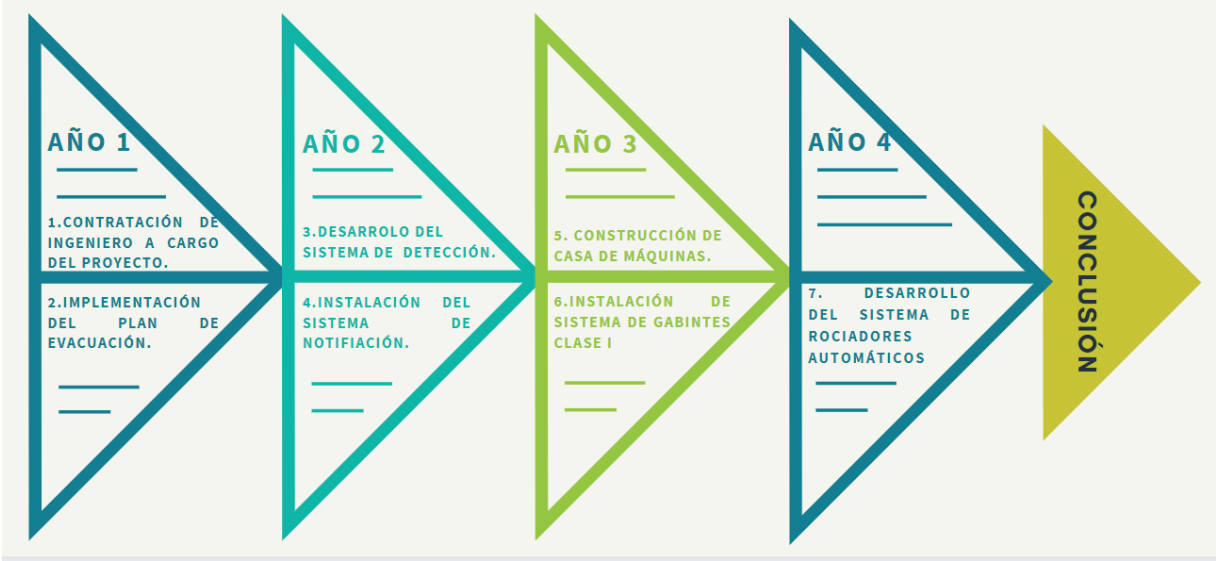 AÑO 1
1.CONTRATACIÓN DE
INGENIERO A CARGO
DEL PROYECTO.
2.IMPLEMENTACIÓN
DEL PLAN DE
EVACUACIÓN.
AÑO 2
3.DESARROLO DEL
SISTEMA DE DETECCIÓN.
4.INSTALACIÓN DEL
SISTEMA DE
NOTIFIACIÓN.
AÑO 3
5. CONSTRUCCIÓN DE
CASA DE MÁQUINAS.
6.INSTALACIÓN DE
SISTEMA DE GABINTES
CLASE I
AÑO 4
7. DESARROLLO
DEL SISTEMA DE
ROCIADORES
AUTOMÁTICOS
CONCLUSIÓN